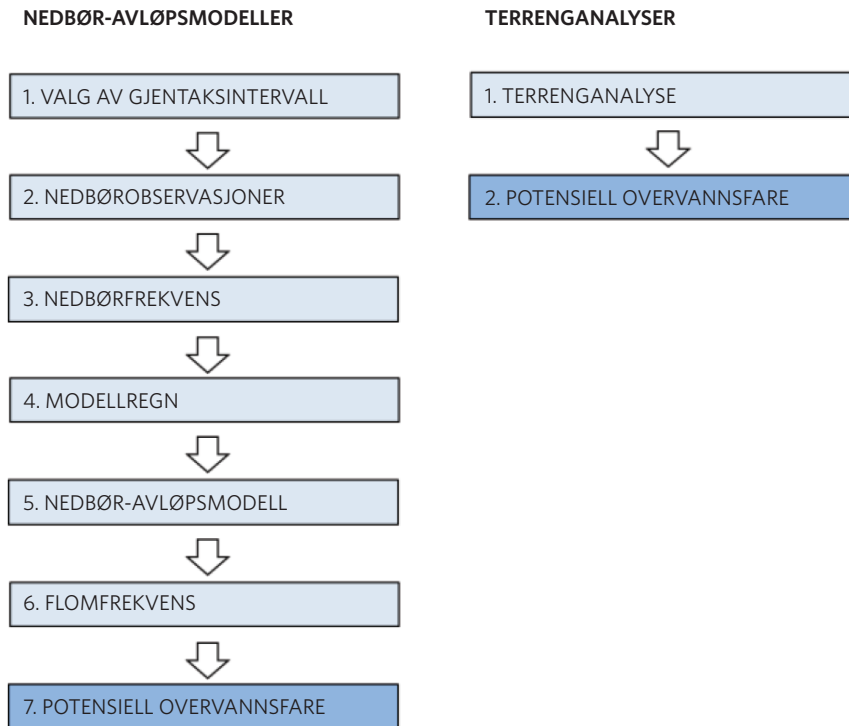 NEDBØR-AVLØPSMODELLER
1. VALG AV GJENTAKSINTERVALL
2. NEDBØROBSERVASJONER
3. NEDBØRFREKVENS
4. MODELLREGN
5. NEDBØR-AVLØPSMODELL
6. FLOMFREKVENS
7. POTENSIELL OVERVANNSFARE
TERRENGANALYSER
1. TERRENGANALYSE
2. POTENSIELL OVERVANNSFARE